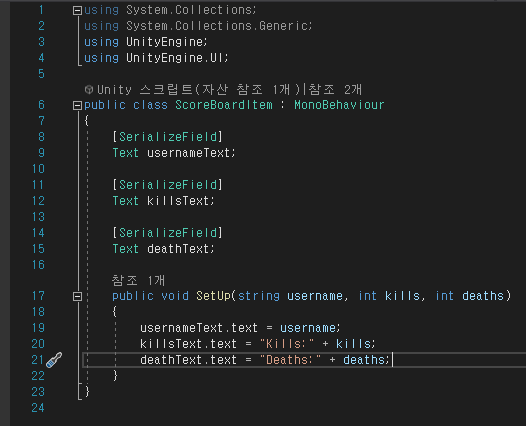 1 using System.Collections;
2 using System.Collections.Generic;
3 using UnityEngine;
4 using UnityEngine.UI;
5
Unity 스크립트(자산 참조 1개)|참조 2개
6 public class ScoreBoardItem : MonoBehaviour
7 {
8 [SerializeField]
9 Text usernameText;
10
11 [SerializeField]
12 Text killsText;
13
14 [SerializeField]
15 Text deathText;
16
참조 1개
17 public void SetUp(string username, int kills, int deaths)
18 {
19 usernameText.text = username;
20 killsText.text = "Kills:" + kills;
21 deathText.text = "Deaths:" + deaths;
22 }
23 }
24